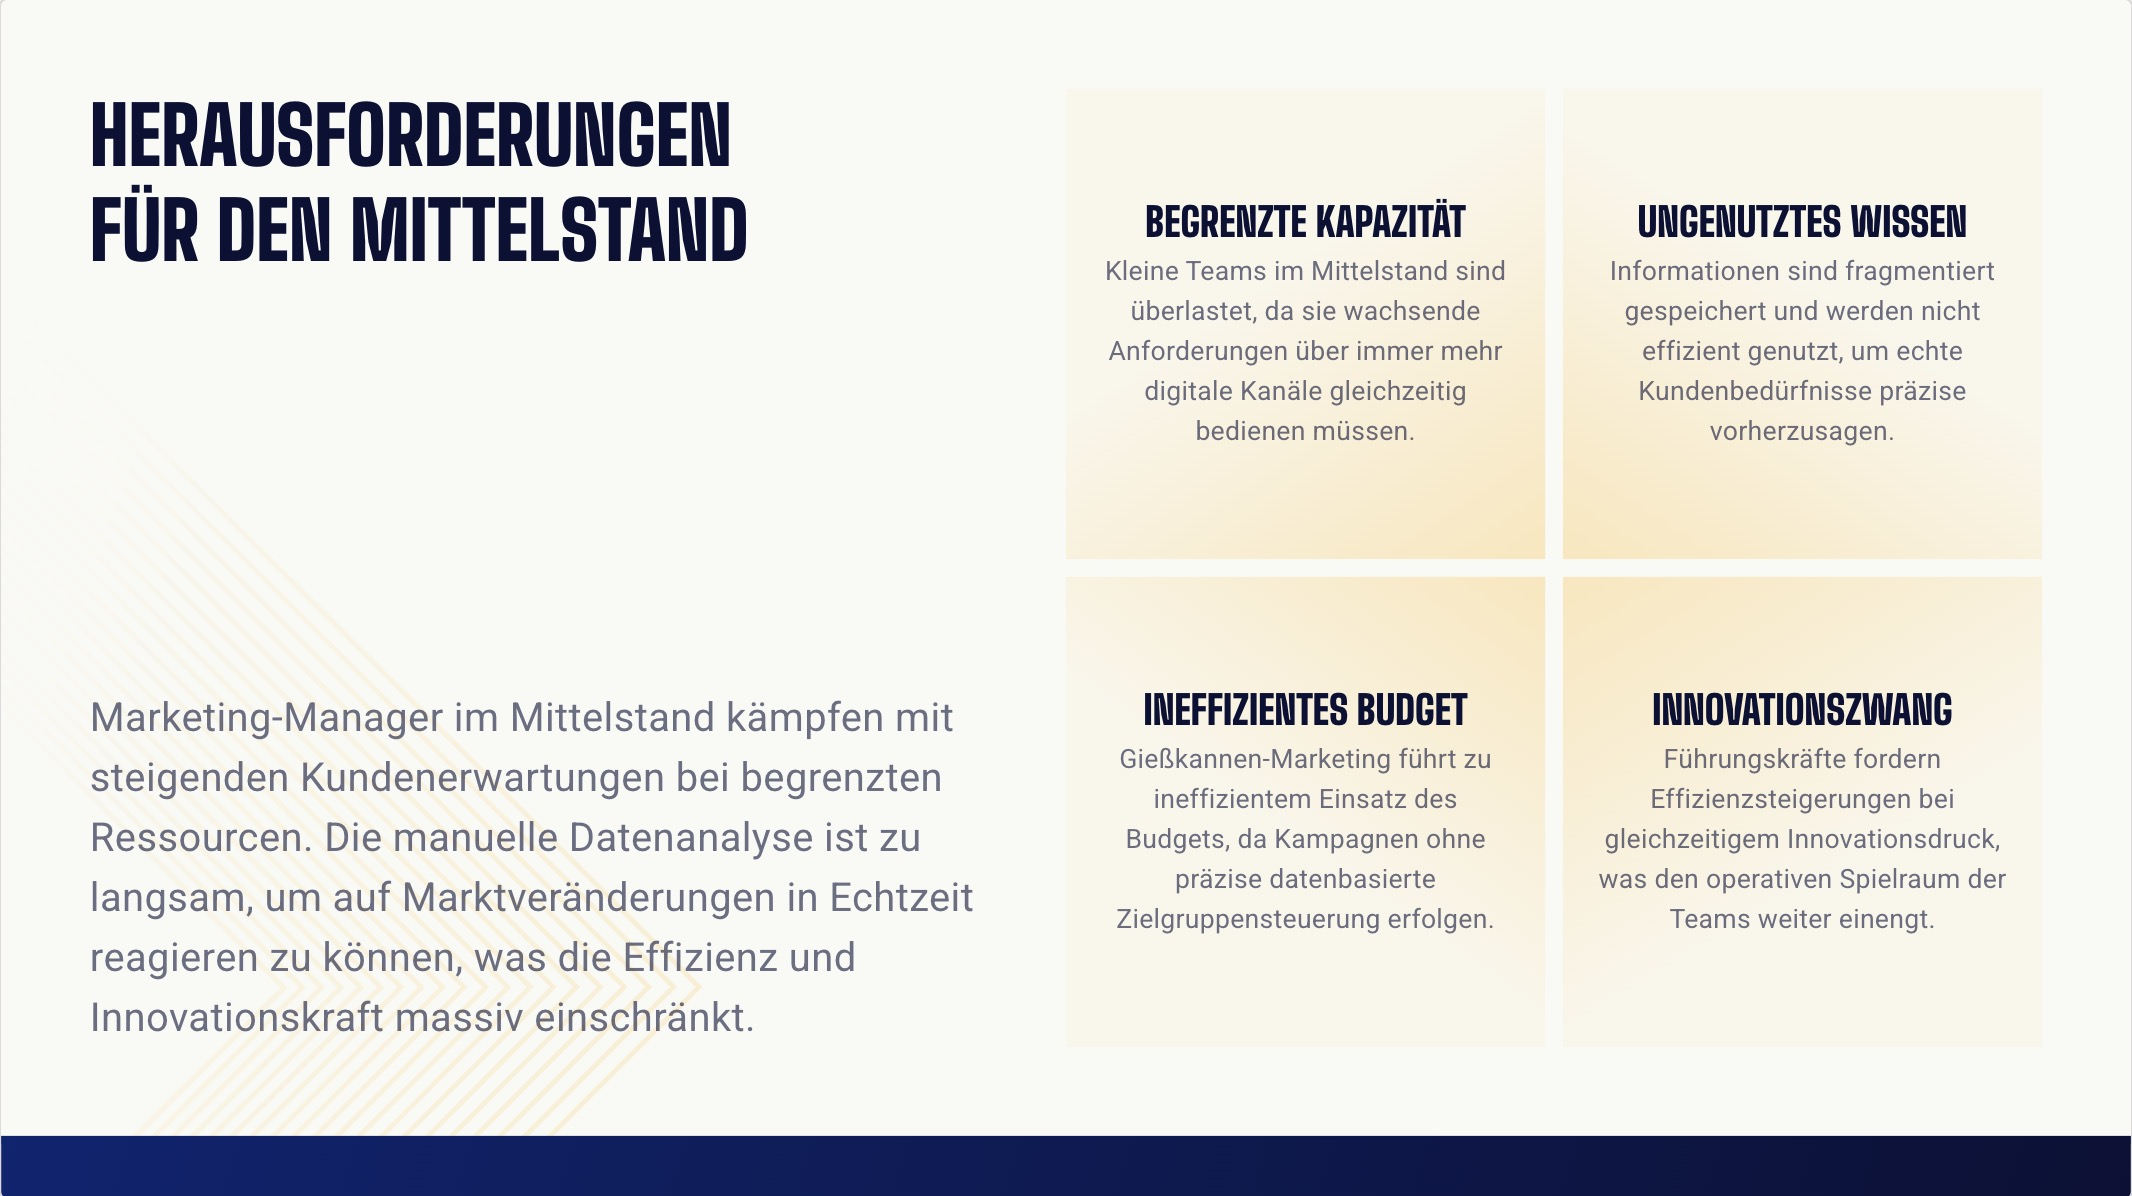 HERAUSFORDERUNGEN
FÜR DEN MITTELSTAND
Marketing-Manager im Mittelstand kämpfen mit
steigenden Kundenerwartungen bei begrenzten
Ressourcen. Die manuelle Datenanalyse ist zu
langsam, um auf Marktveränderungen in Echtzeit
reagieren zu können, was die Effizienz und
Innovationskraft massiv einschränkt.
BEGRENZTE KAPAZITÄT
Kleine Teams im Mittelstand sind
überlastet, da sie wachsende
Anforderungen über immer mehr
digitale Kanäle gleichzeitig
bedienen müssen.
UNGENUTZTES WISSEN
Informationen sind fragmentiert
gespeichert und werden nicht
effizient genutzt, um echte
Kundenbedürfnisse präzise
vorherzusagen.
INEFFIZIENTES BUDGET
Gießkannen-Marketing führt zu
ineffizientem Einsatz des
Budgets, da Kampagnen ohne
präzise datenbasierte
Zielgruppensteuerung erfolgen.
INNOVATIONSZWANG
Führungskräfte fordern
Effizienzsteigerungen bei
gleichzeitigem Innovationsdruck,
was den operativen Spielraum der
Teams weiter einengt.